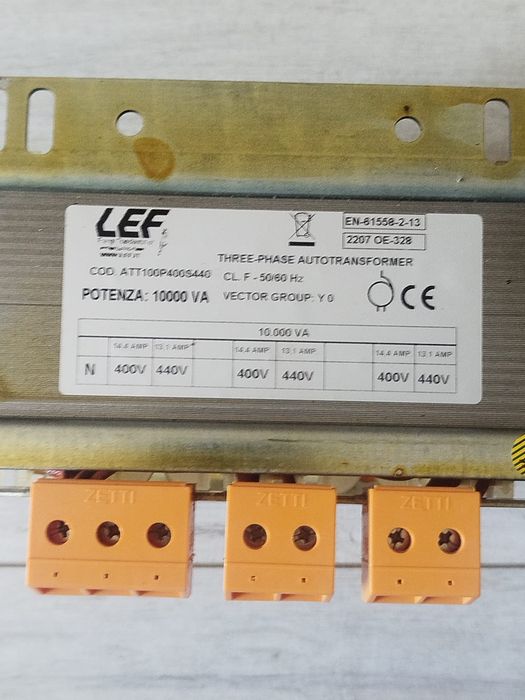 LEF
EN-61558-2-13
2207 OE-328
THREE-PHASE AUTOTRANSFORMER
COD. ATT100P400S440 CL. F - 50/60 Hz
POTENZA: 10000 VA VECTOR GROUP: Y 0
CE
10.000 VA
14.4 AMP 13.1 AMP 14.4 AMP 13.1 AMP 14.4 AMP 13.1 AMP
N 400V 440V 400V 440V 400V 440V
ZETTI ZETTI ZETTI